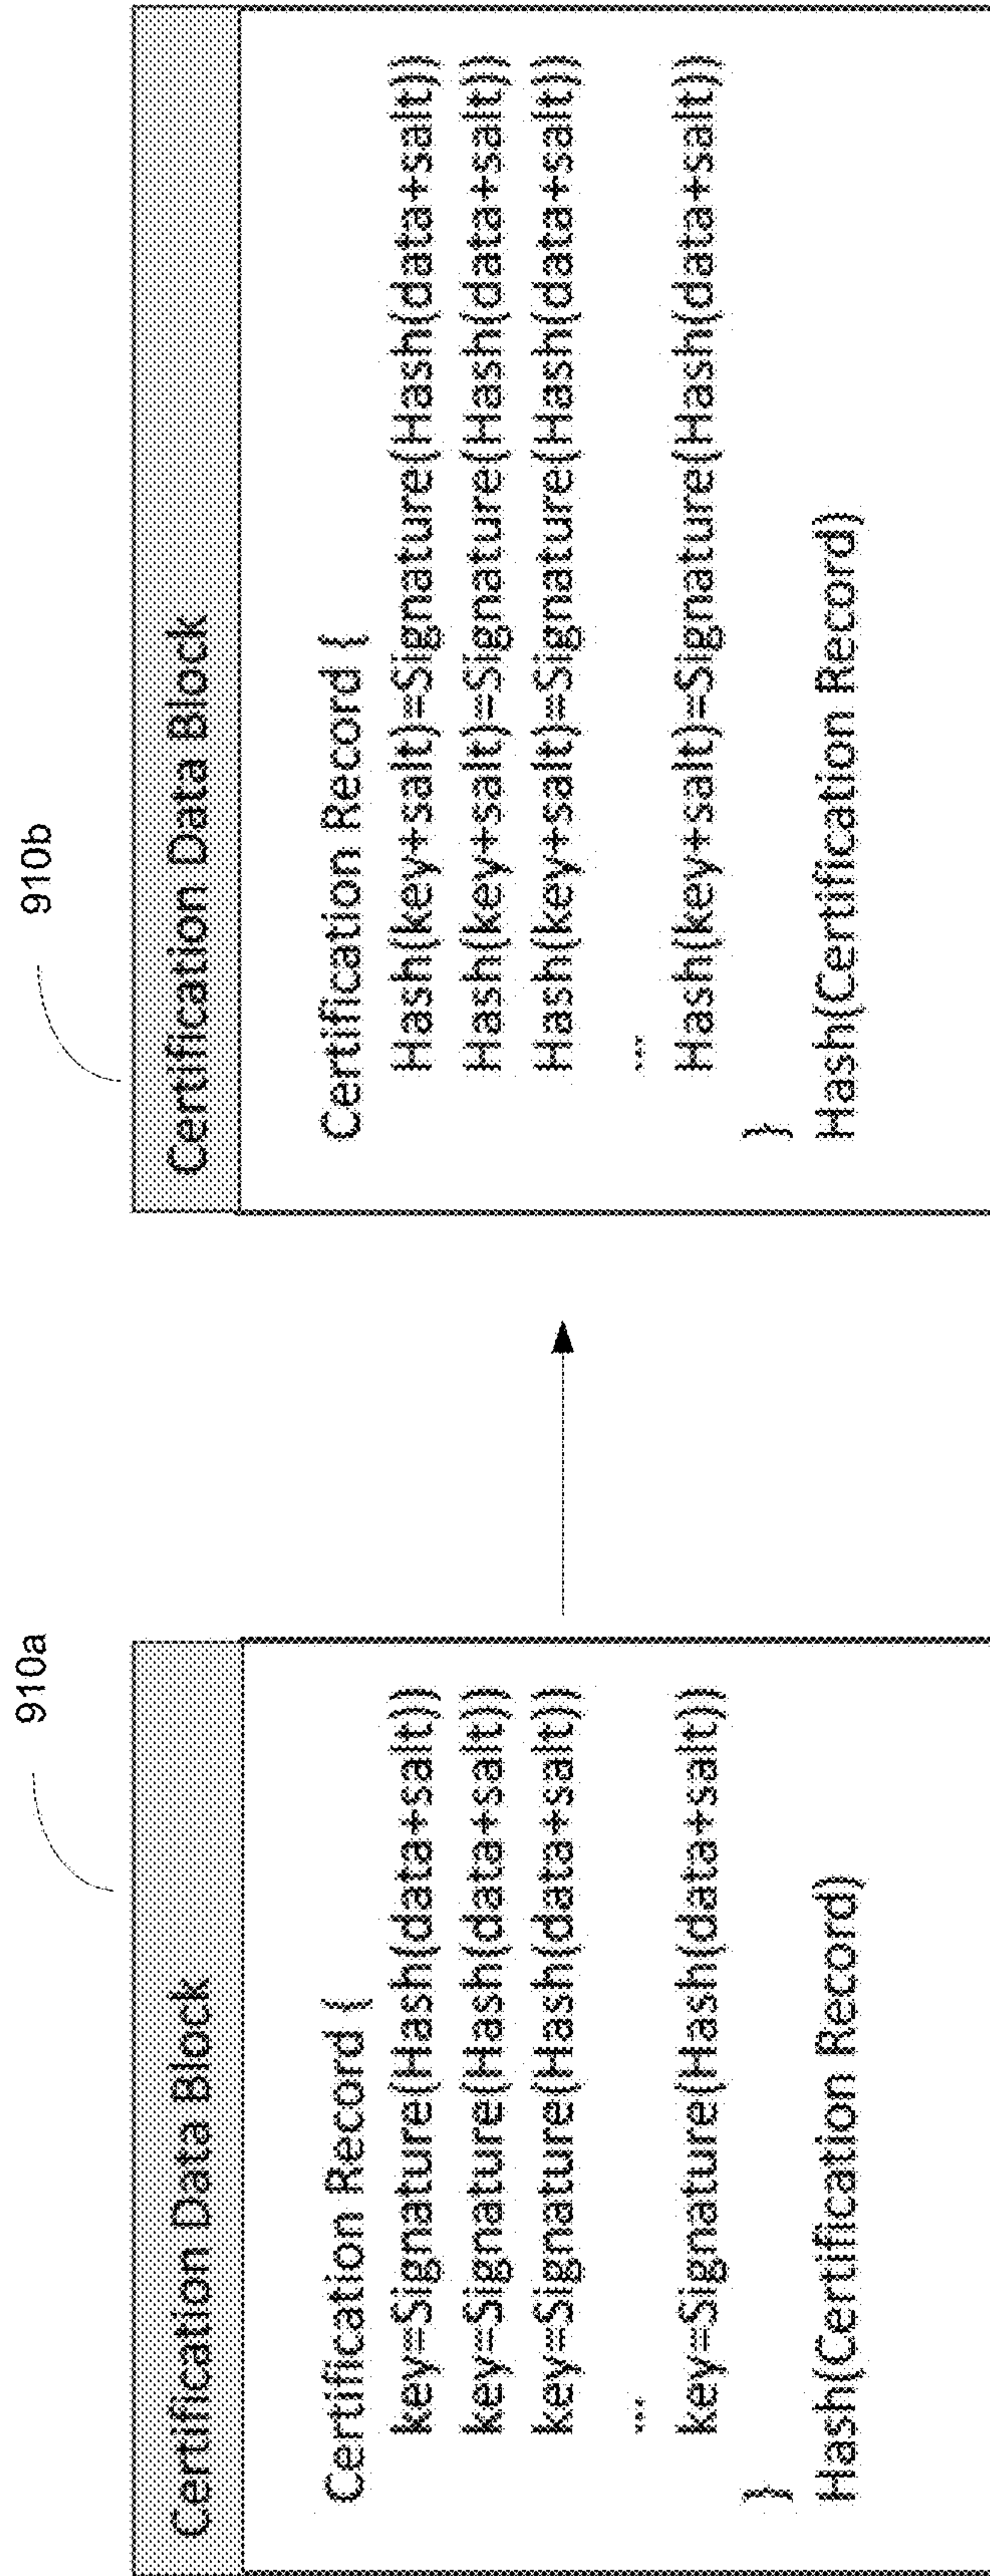 910a
Certification Data Block
Certification Record {
key=Signature(Hash(data+salt))
key=Signature(Hash(data+salt))
key=Signature(Hash(data+salt))
...
key=Signature(Hash(data+salt))
}
Hash(Certification Record)
910b
Certification Data Block
Certification Record {
Hash(key+salt)=Signature(Hash(data+salt))
Hash(key+salt)=Signature(Hash(data+salt))
Hash(key+salt)=Signature(Hash(data+salt))
...
Hash(key+salt)=Signature(Hash(data+salt))
}
Hash(Certification Record)